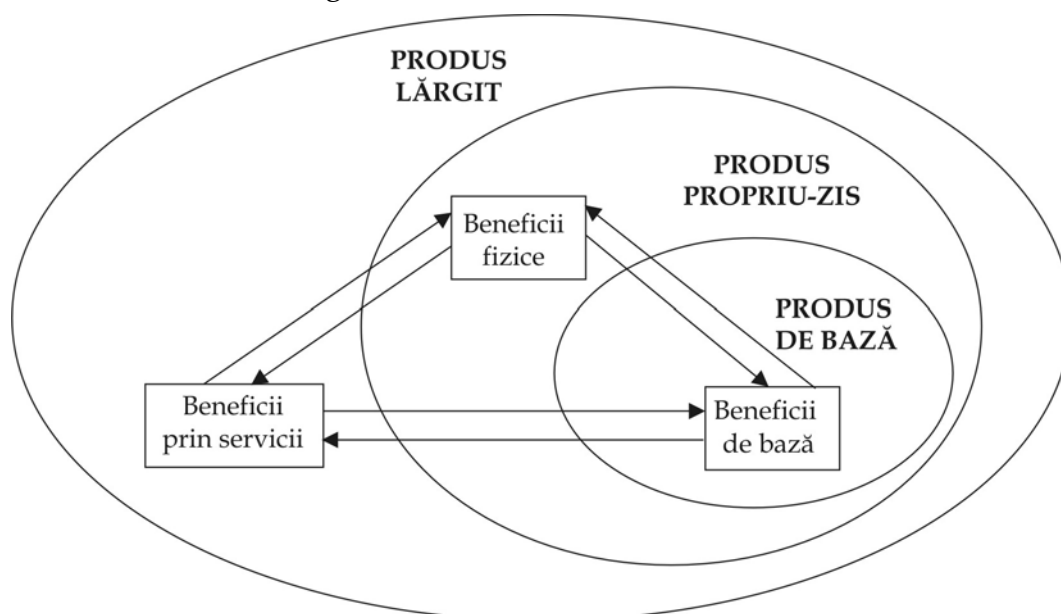 PRODUS
LĂRGIT
PRODUS
PROPRIU-ZIS
Beneficii
fizice
PRODUS
DE BAZĂ
Beneficii
prin servicii
Beneficii
de bază